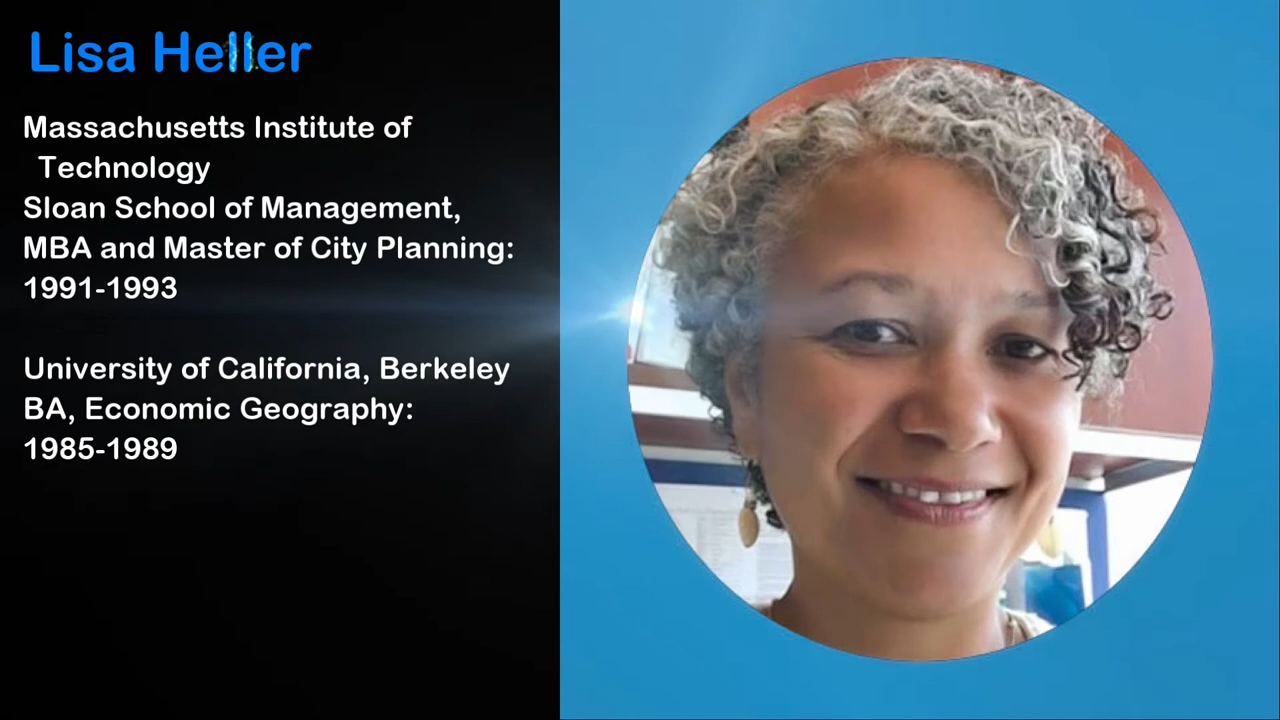 Lisa Heller
Massachusetts Institute of
Technology
Sloan School of Management,
MBA and Master of City Planning:
1991-1993
University of California, Berkeley
BA, Economic Geography:
1985-1989